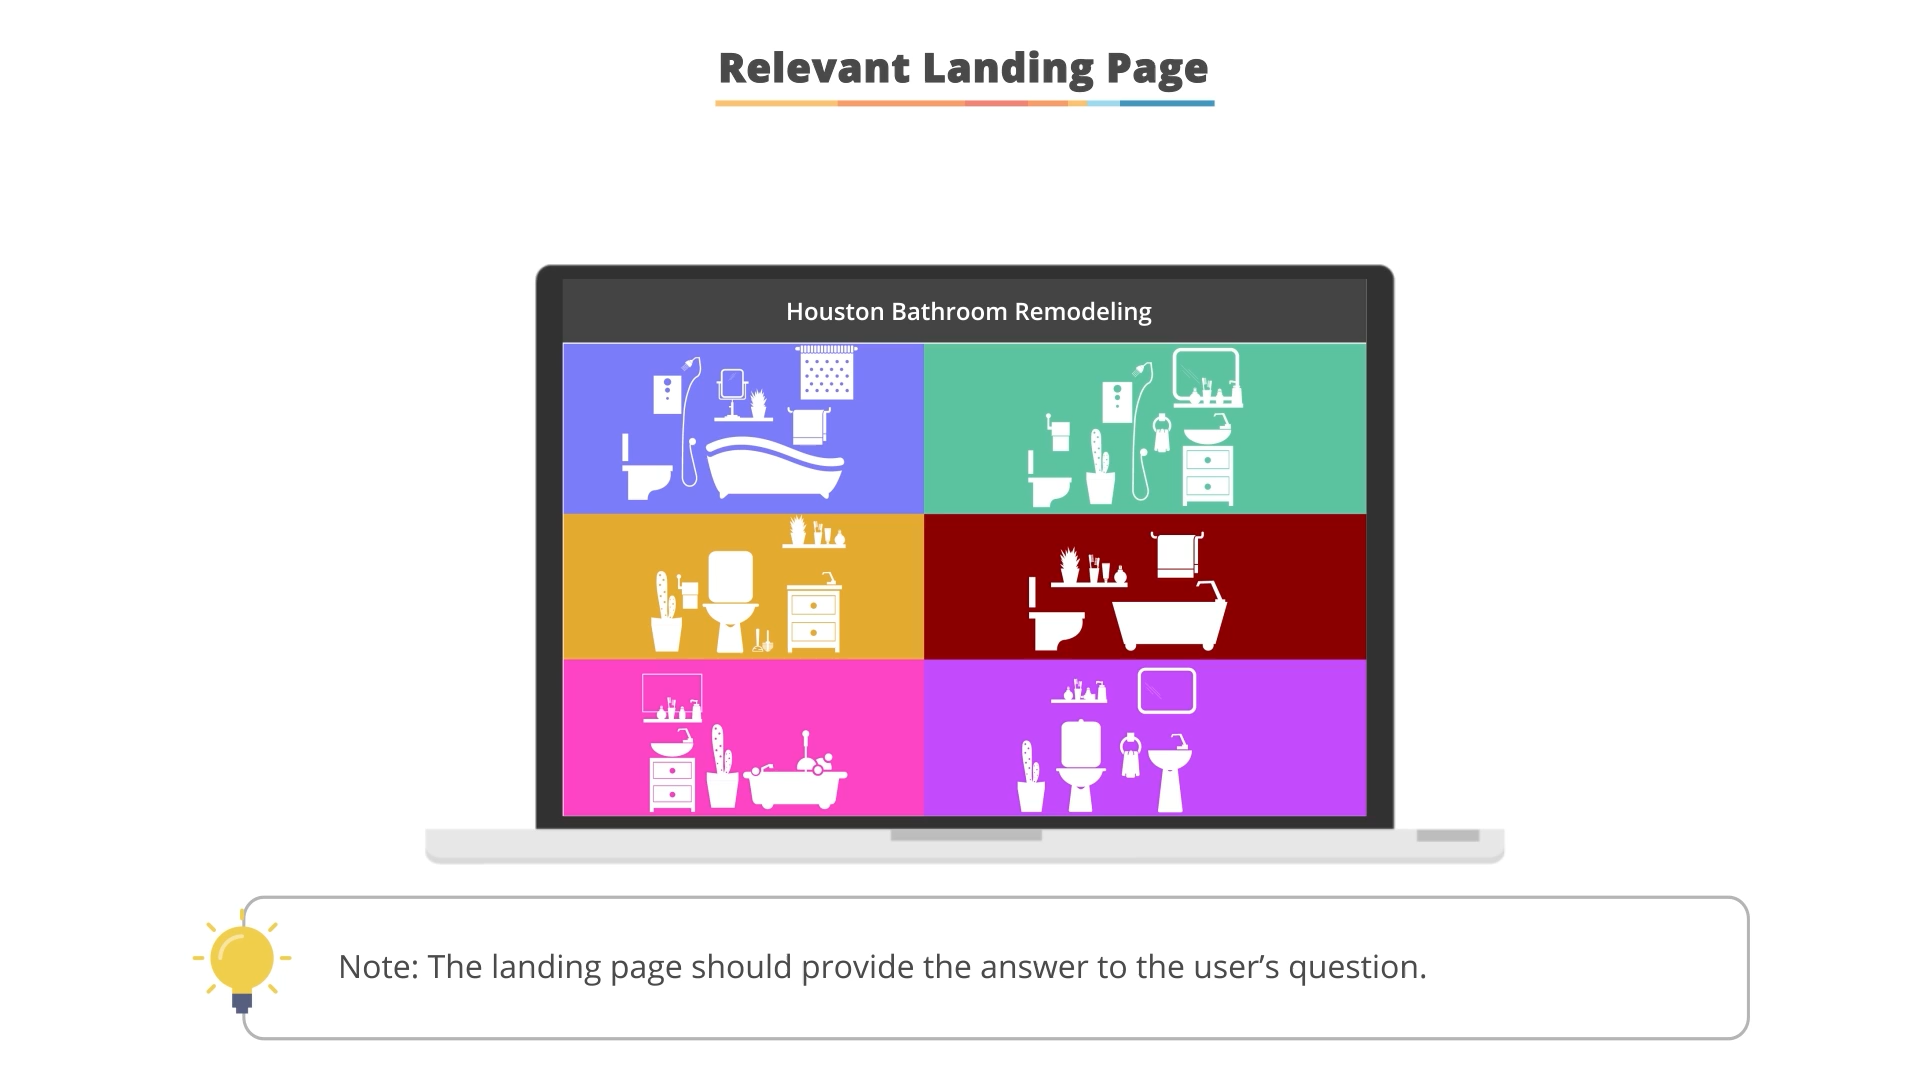 Relevant Landing Page
Houston Bathroom Remodeling
Note: The landing page should provide the answer to the user’s question.